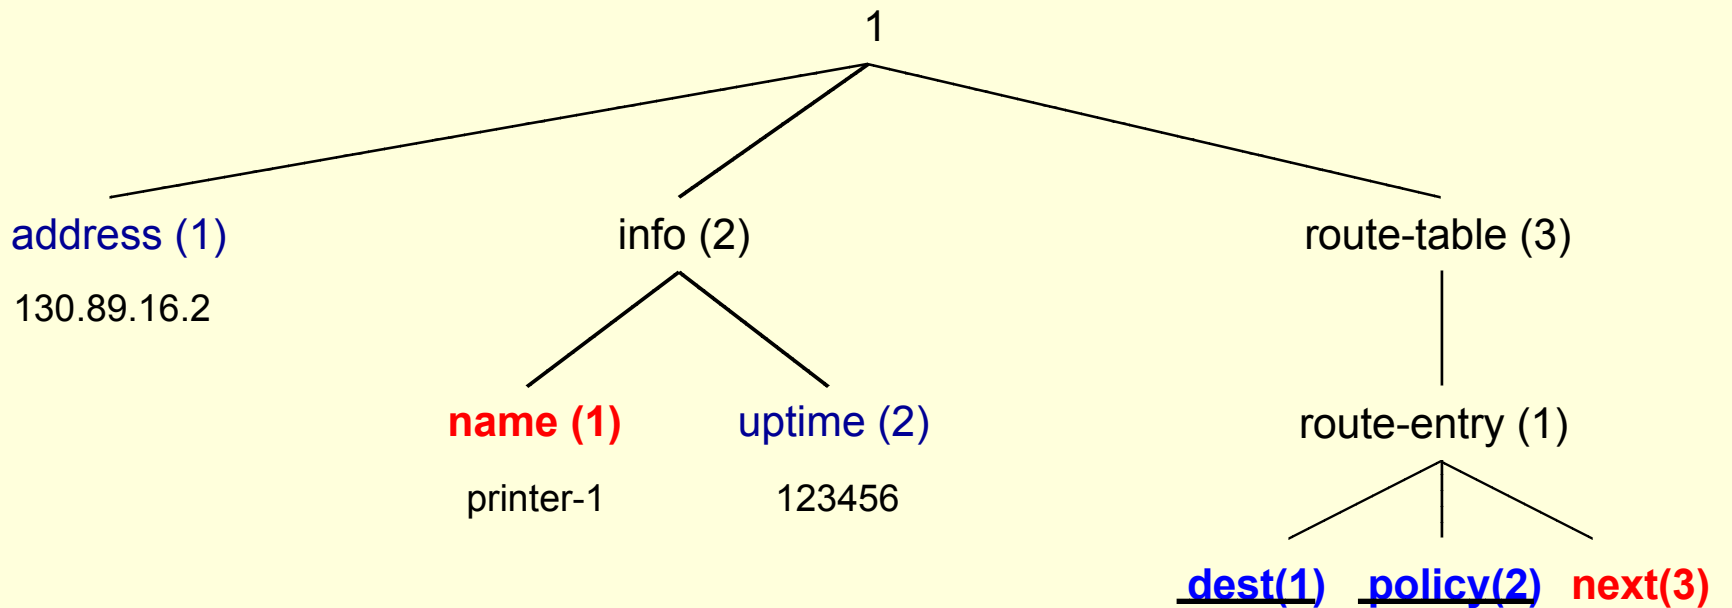 1
address (1) info (2) route-table (3)
130.89.16.2
name (1) uptime (2) route-entry (1)
printer-1 123456
dest(1) policy(2) next(3)